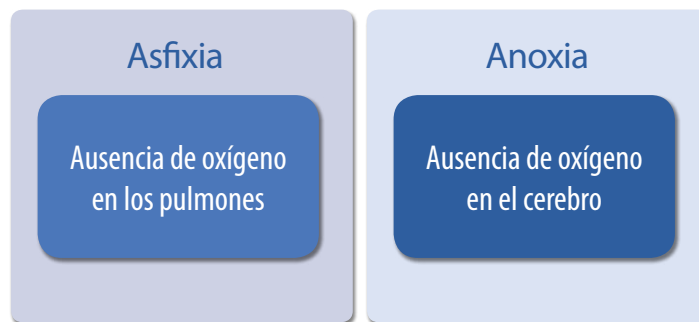 Asfixia
Ausencia de oxígeno
en los pulmones
Anoxia
Ausencia de oxígeno
en el cerebro